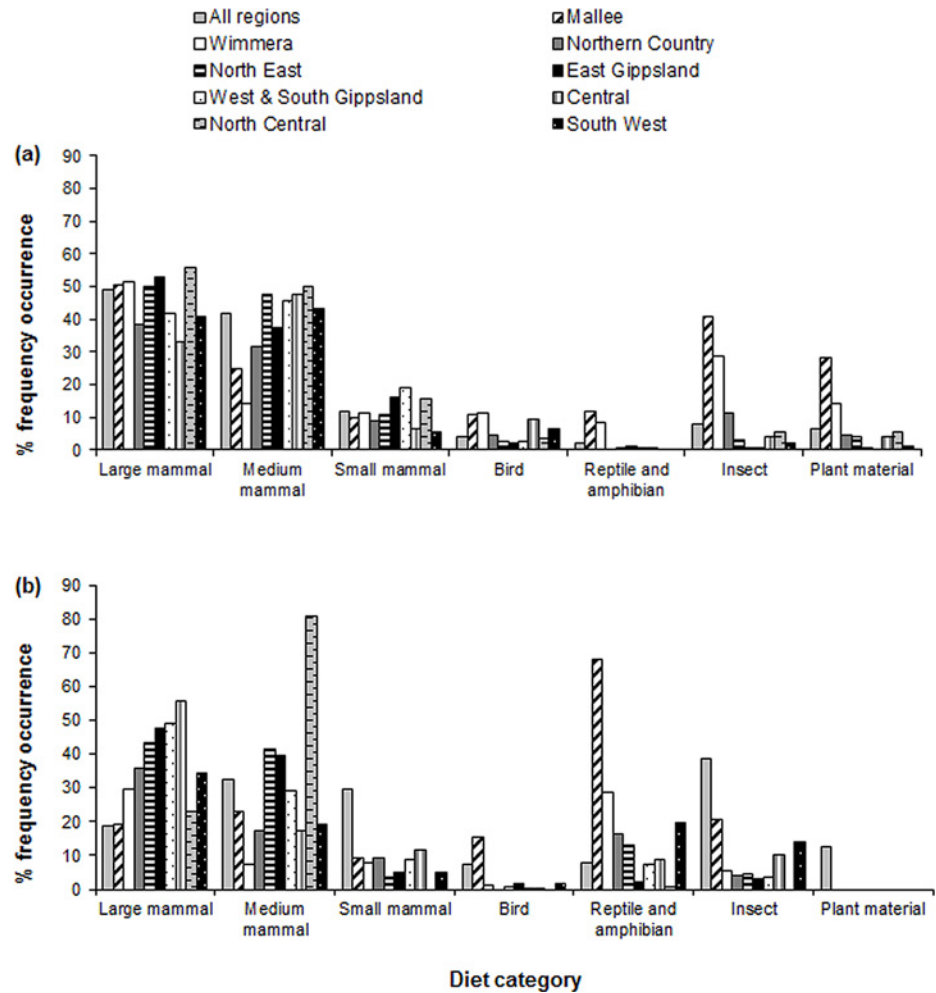 All regions Mallee
Wimmera Northern Country
North East East Gippsland
West & South Gippsland Central
North Central South West
(a)
% frequency occurrence
90
80
70
60
50
40
30
20
10
0
Large mammal Medium mammal Small mammal Bird Reptile and amphibian Insect Plant material
(b)
% frequency occurrence
90
80
70
60
50
40
30
20
10
0
Large mammal Medium mammal Small mammal Bird Reptile and amphibian Insect Plant material
Diet category